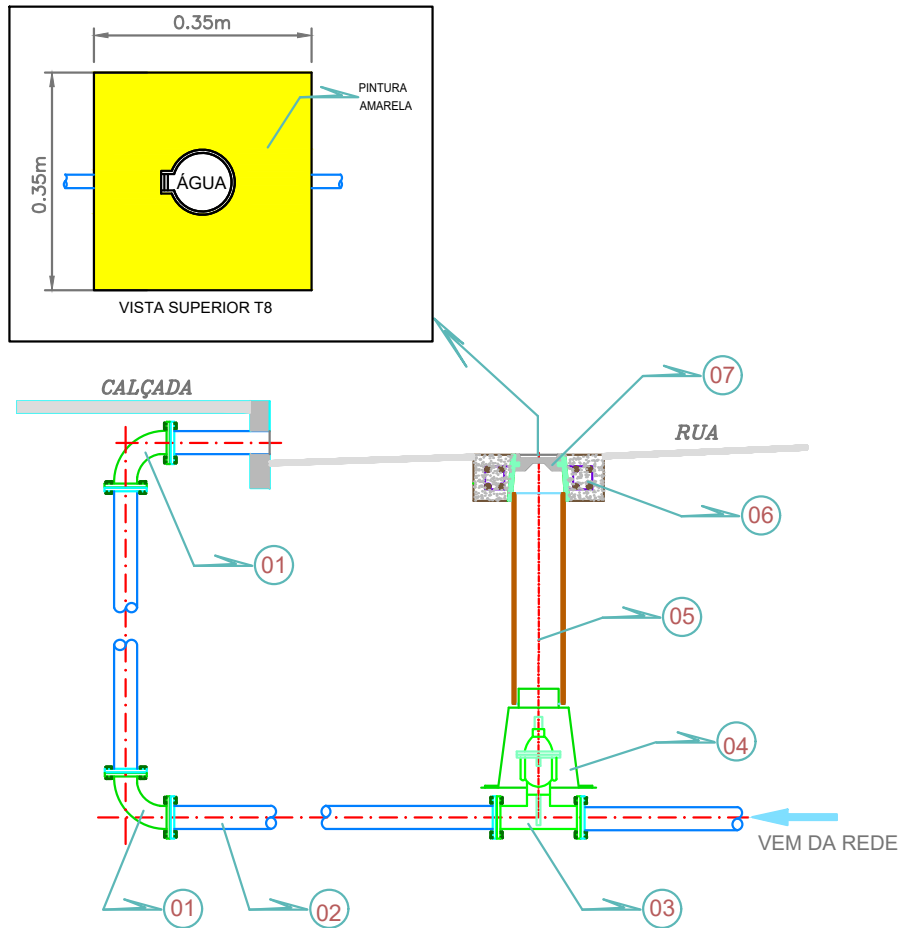 0.35m
PINTURA
AMARELA
0.35m
ÁGUA
VISTA SUPERIOR T8
CALÇADA
07
RUA
06
01
05
04
VEM DA REDE
01
02
03